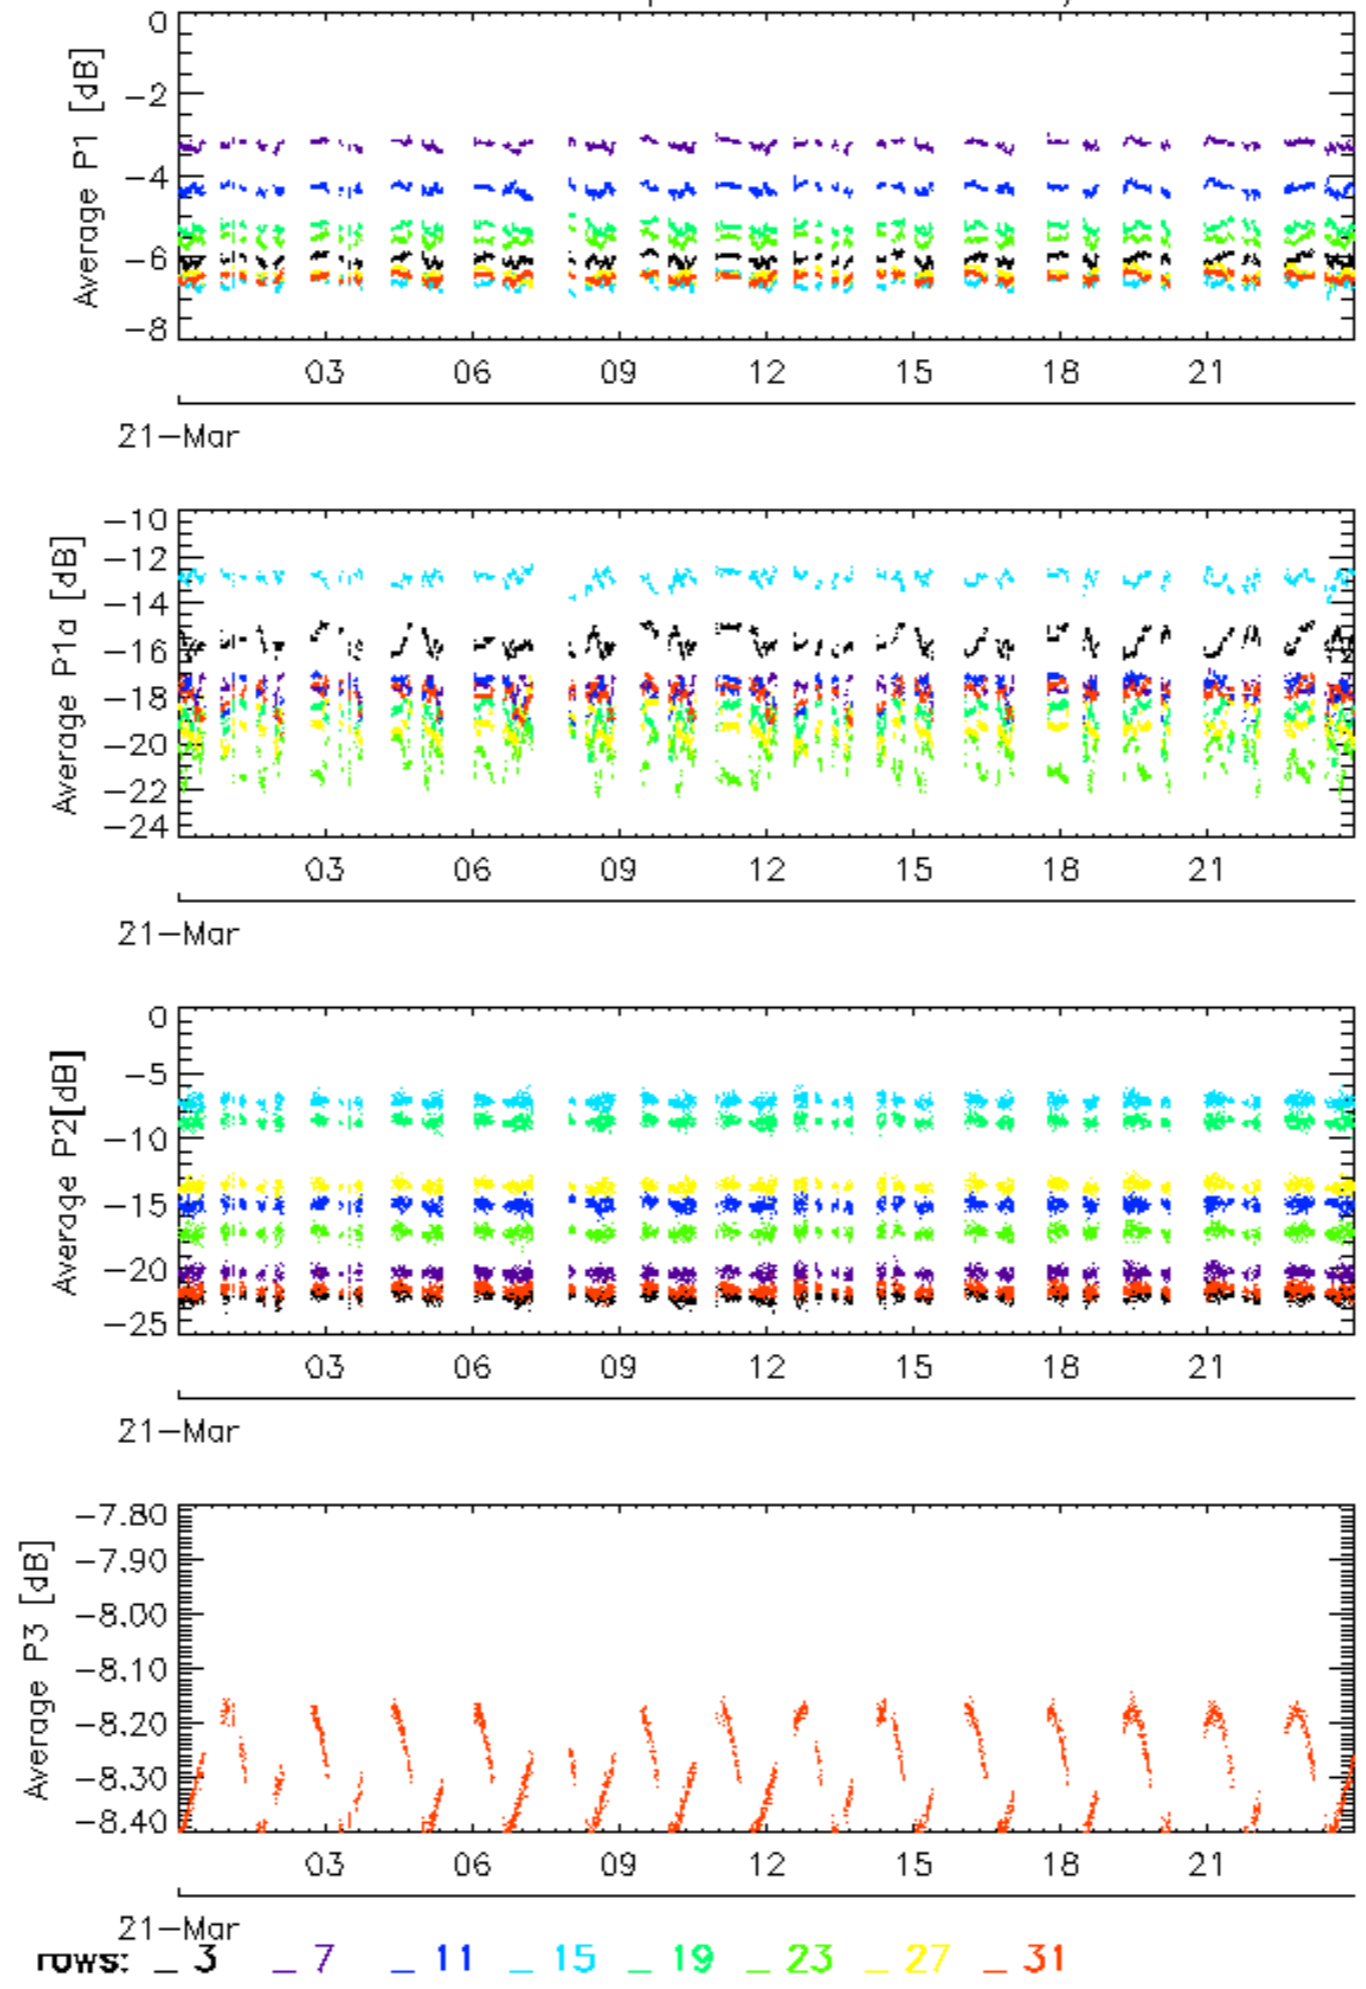 Average P1 [dB]
0
−2
−4
−6
−8
03 06 09 12 15 18 21
21−Mar
Average P1a [dB]
−10
−12
−14
−16
−18
−20
−22
−24
03 06 09 12 15 18 21
21−Mar
Average P2[dB]
0
−5
−10
−15
−20
−25
03 06 09 12 15 18 21
21−Mar
Average P3 [dB]
−7.80
−7.90
−8.00
−8.10
−8.20
−8.30
−8.40
03 06 09 12 15 18 21
21−Mar
rows: _ 3 _ 7 _ 11 _ 15 _ 19 _ 23 _ 27 _ 31